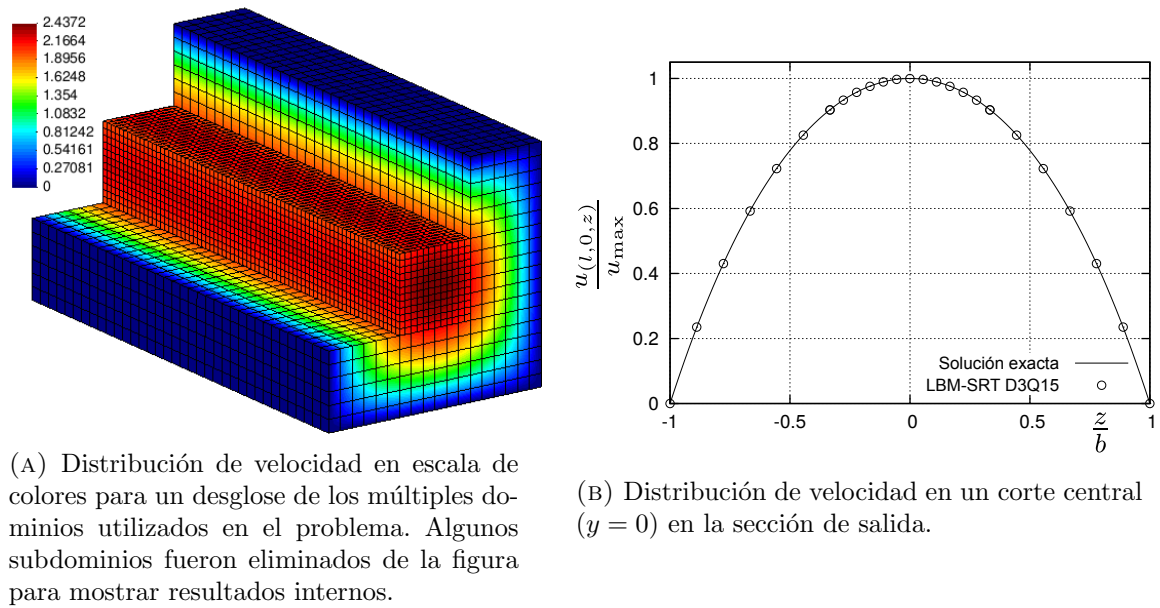 2.4372
2.1664
1.8956
1.6248
1.354
1.0832
0.81242
0.54161
0.27081
0
(A) Distribución de velocidad en escala de
colores para un desglose de los múltiples do-
minios utilizados en el problema. Algunos
subdominios fueron eliminados de la figura
para mostrar resultados internos.
1
0.8
0.6
0.4
0.2
0
u(l,0,z)
umax
-1 -0.5 0 0.5 1
z
b
Solución exacta
LBM-SRT D3Q15
(B) Distribución de velocidad en un corte central
(y = 0) en la sección de salida.